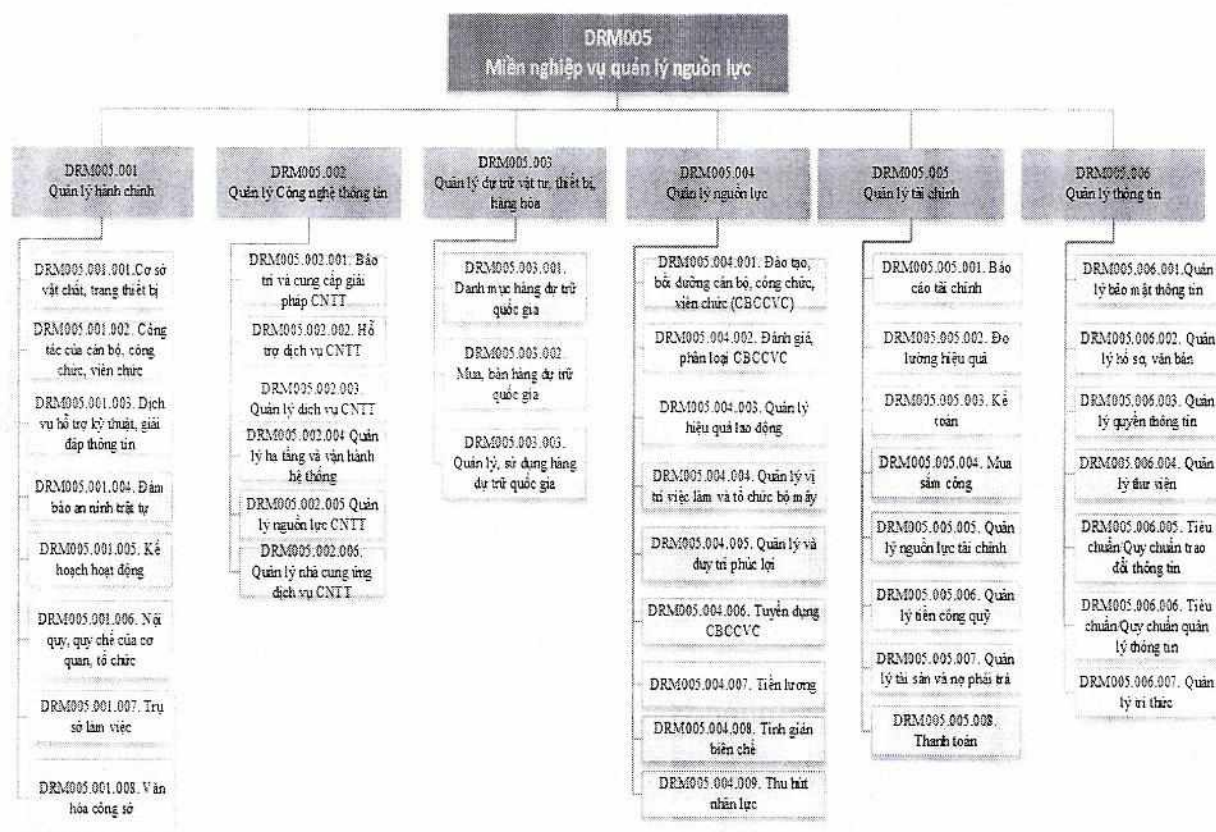 DRM005
Miền nghiệp vụ quản lý nguồn lực
DRM005.001
Quản lý hành chính
DRM005.001.001.Cơ sở
vật chất, trang thiết bị
DRM005.001.002. Công
tác của cán bộ, công
chức, viên chức
DRM005.001.003. Dịch
vụ hỗ trợ kỹ thuật, giải
đáp thông tin
DRM005.001.004. Đảm
bảo an ninh trật tự
DRM005.001.005. Kế
hoạch hoạt động
DRM005.001.006. Nội
quy, quy chế của cơ
quan, tổ chức
DRM005.001.007. Trụ
sở làm việc
DRM005.001.008. Văn
hóa công sở
DRM005.002
Quản lý Công nghệ thông tin
DRM005.002.001. Bảo
trì và cung cấp giải
pháp CNTT
DRM005.002.002. Hỗ
trợ dịch vụ CNTT
DRM005.002.003.
Quản lý dịch vụ CNTT
DRM005.002.004 Quản
lý hạ tầng và vận hành
hệ thống
DRM005.002.005 Quản
lý nguồn lực CNTT
DRM005.002.006.
Quản lý nhà cung ứng
dịch vụ CNTT
DRM005.003
Quản lý dự trữ vật tư, thiết bị,
hàng hóa
DRM005.003.001.
Danh mục hàng dự trữ
quốc gia
DRM005.003.002.
Mua, bán hàng dự trữ
quốc gia
DRM005.003.003.
Quản lý, sử dụng hàng
dự trữ quốc gia
DRM005.004
Quản lý nguồn lực
DRM005.004.001. Đào tạo,
bồi dưỡng cán bộ, công chức,
viên chức (CBCCVC)
DRM005.004.002. Đánh giá,
phân loại CBCCVC
DRM005.004.003. Quản lý
hiệu quả lao động
DRM005.004.004. Quản lý vị
trí việc làm và tổ chức bộ máy
DRM005.004.005. Quản lý và
duy trì phúc lợi
DRM005.004.006. Tuyển dụng
CBCCVC
DRM005.004.007. Tiền lương
DRM005.004.008. Tinh giản
biên chế
DRM005.004.009. Thu hút
nhân lực
DRM005.005
Quản lý tài chính
DRM005.005.001. Báo
cáo tài chính
DRM005.005.002. Đo
lường hiệu quả
DRM005.005.003. Kế
toán
DRM005.005.004. Mua
sắm công
DRM005.005.005. Quản
lý nguồn lực tài chính
DRM005.005.006. Quản
lý tiền công quỹ
DRM005.005.007. Quản
lý tài sản và nợ phải trả
DRM005.005.008.
Thanh toán
DRM005.006
Quản lý thông tin
DRM005.006.001.Quản
lý bảo mật thông tin
DRM005.006.002. Quản
lý hồ sơ, văn bản
DRM005.006.003. Quản
lý quyền thông tin
DRM005.006.004. Quản
lý thư viện
DRM005.006.005. Tiêu
chuẩn/Quy chuẩn trao
đổi thông tin
DRM005.006.006. Tiêu
chuẩn/Quy chuẩn quản
lý thông tin
DRM005.006.007. Quản
lý tri thức